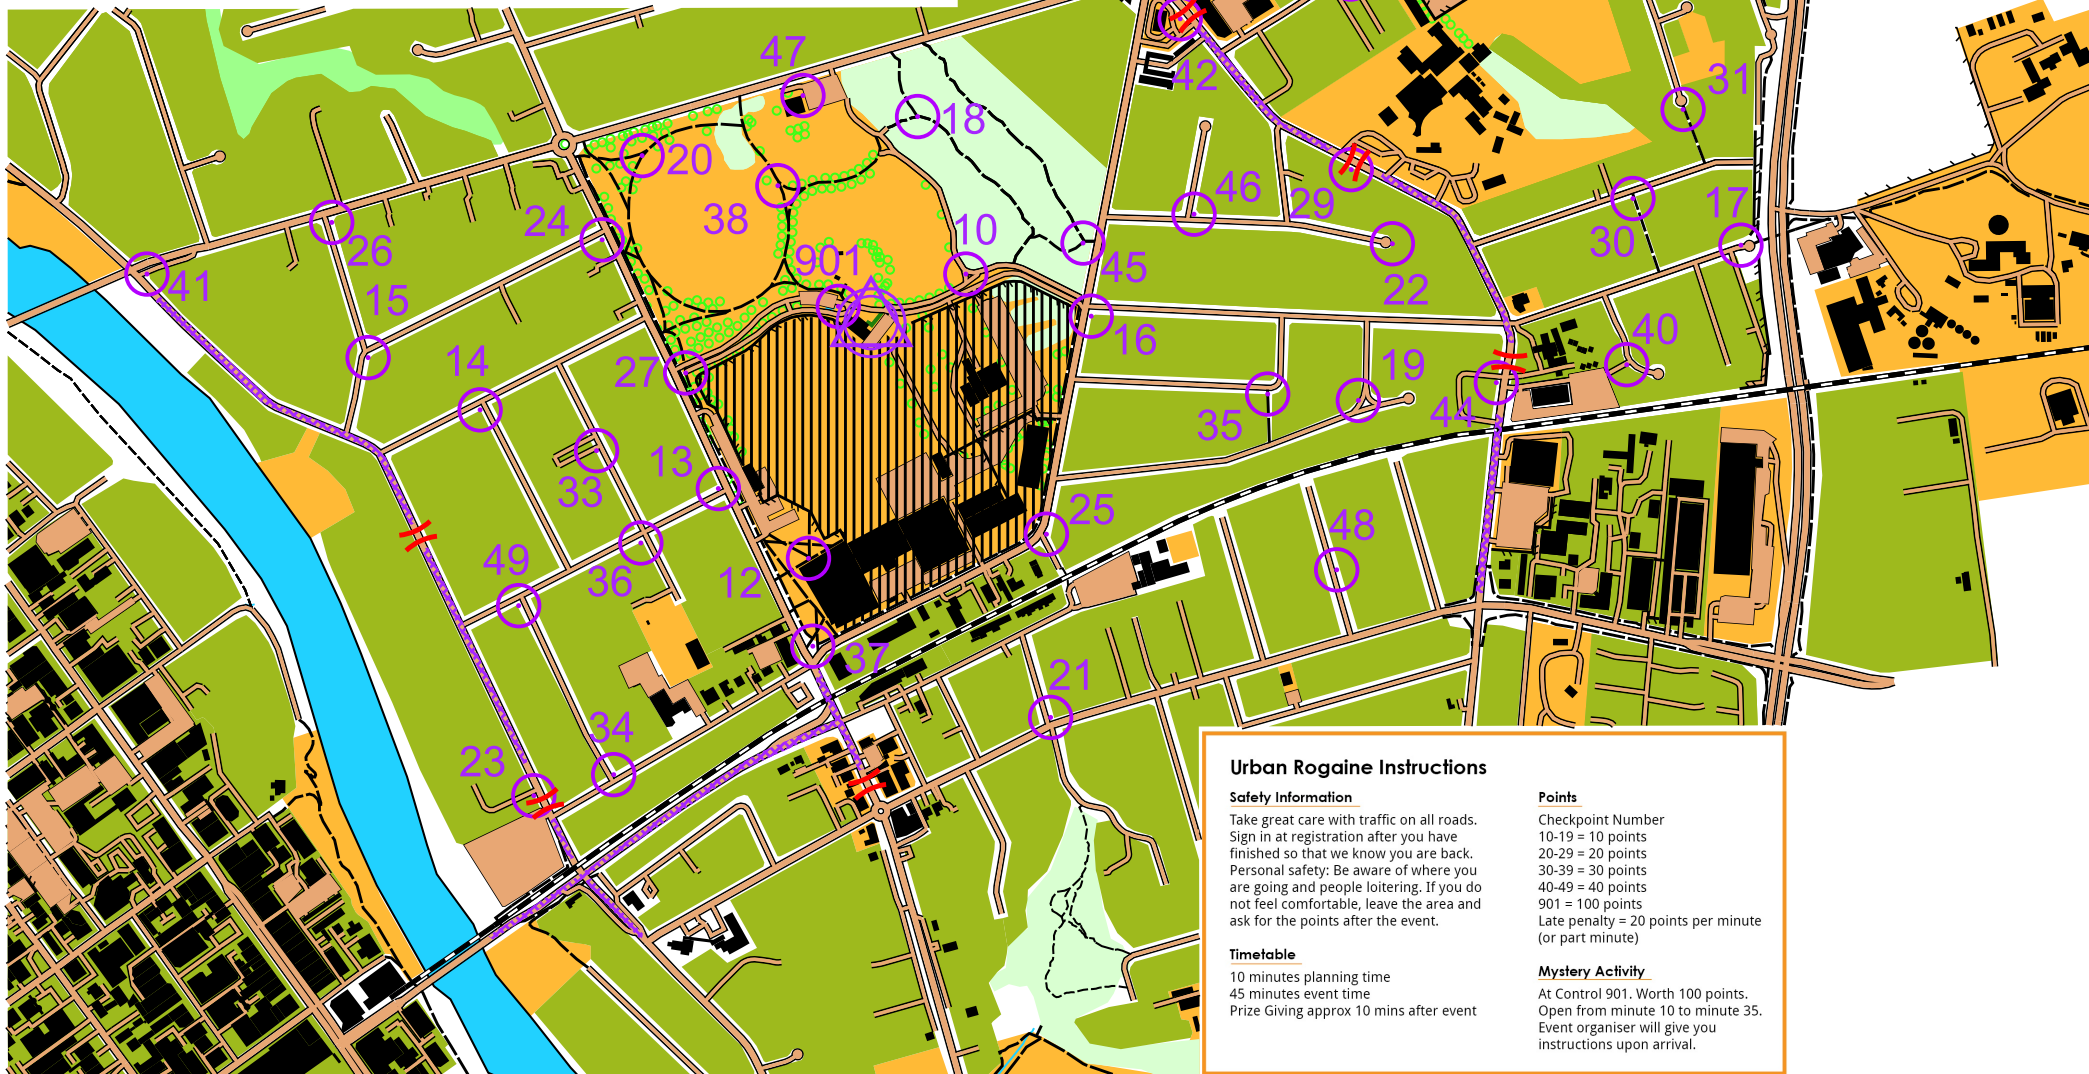 47
42
31
18
20
46
17
24
38
29
10
30
26
901
45
41
22
15
16
40
14
27
19
35
44
13
33
25
48
49
36
12
37
21
34
23
Urban Rogaine Instructions
Safety Information
Take great care with traffic on all roads.
Sign in at registration after you have
finished so that we know you are back.
Personal safety: Be aware of where you
are going and people loitering. If you do
not feel comfortable, leave the area and
ask for the points after the event.
Timetable
10 minutes planning time
45 minutes event time
Prize Giving approx 10 mins after event
Points
Checkpoint Number
10-19 = 10 points
20-29 = 20 points
30-39 = 30 points
40-49 = 40 points
901 = 100 points
Late penalty = 20 points per minute
(or part minute)
Mystery Activity
At Control 901. Worth 100 points.
Open from minute 10 to minute 35.
Event organiser will give you
instructions upon arrival.